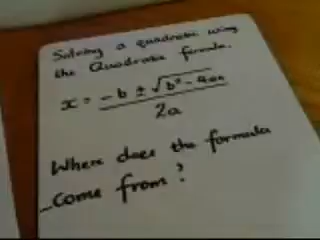 Solving a quadratic using
the Quadratic formula.
x = -b ± √b² - 4ac / 2a
Where does the formula
come from?